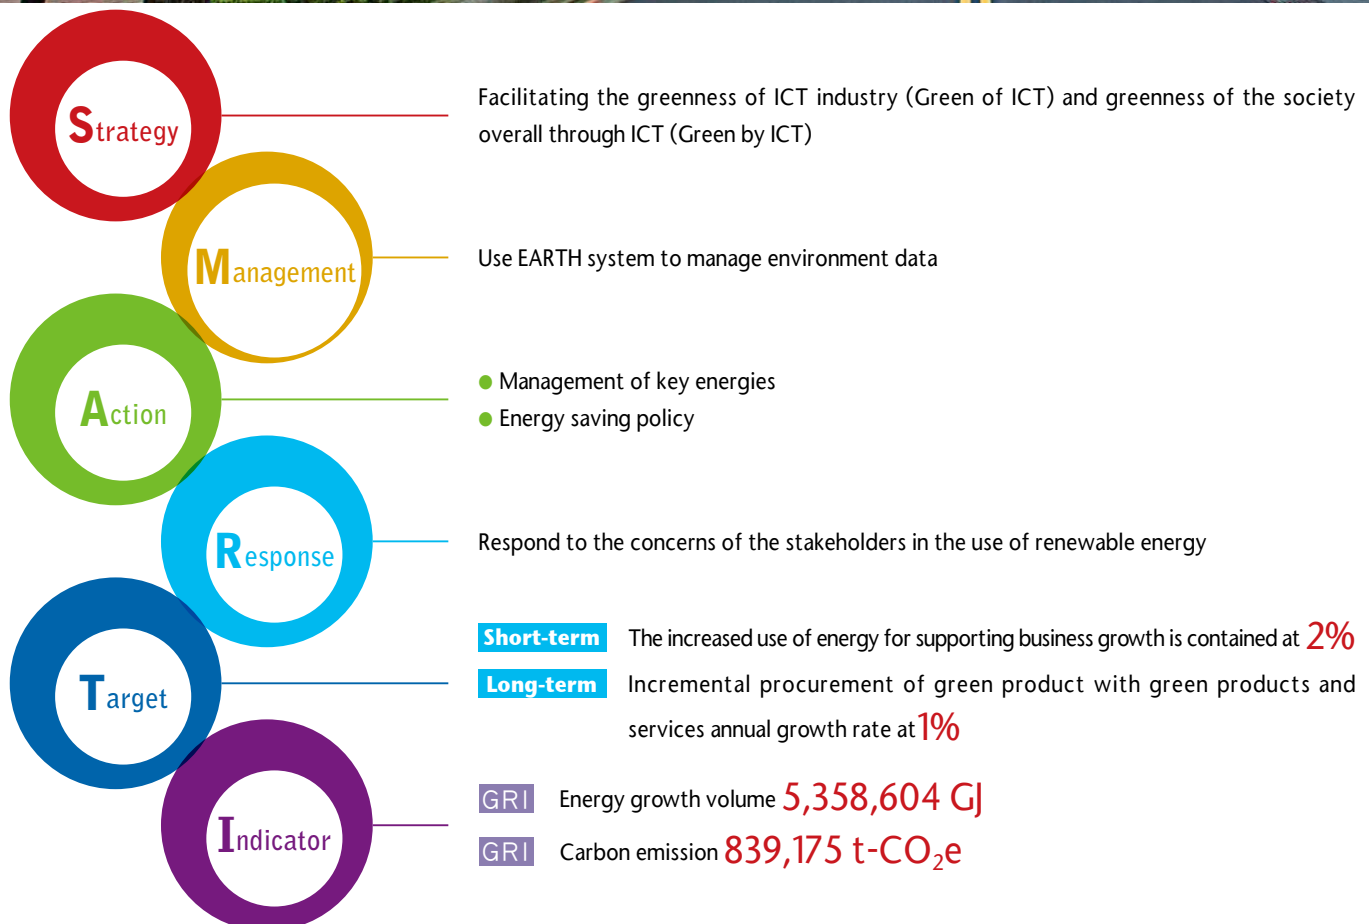 Strategy
Facilitating the greenness of ICT industry (Green of ICT) and greenness of the society
overall through ICT (Green by ICT)
Management
Use EARTH system to manage environment data
Action
● Management of key energies
● Energy saving policy
Response
Respond to the concerns of the stakeholders in the use of renewable energy
Target
Short-term The increased use of energy for supporting business growth is contained at 2%
Long-term Incremental procurement of green product with green products and
services annual growth rate at 1%
Indicator
GRI Energy growth volume 5,358,604 GJ
GRI Carbon emission 839,175 t-CO₂e